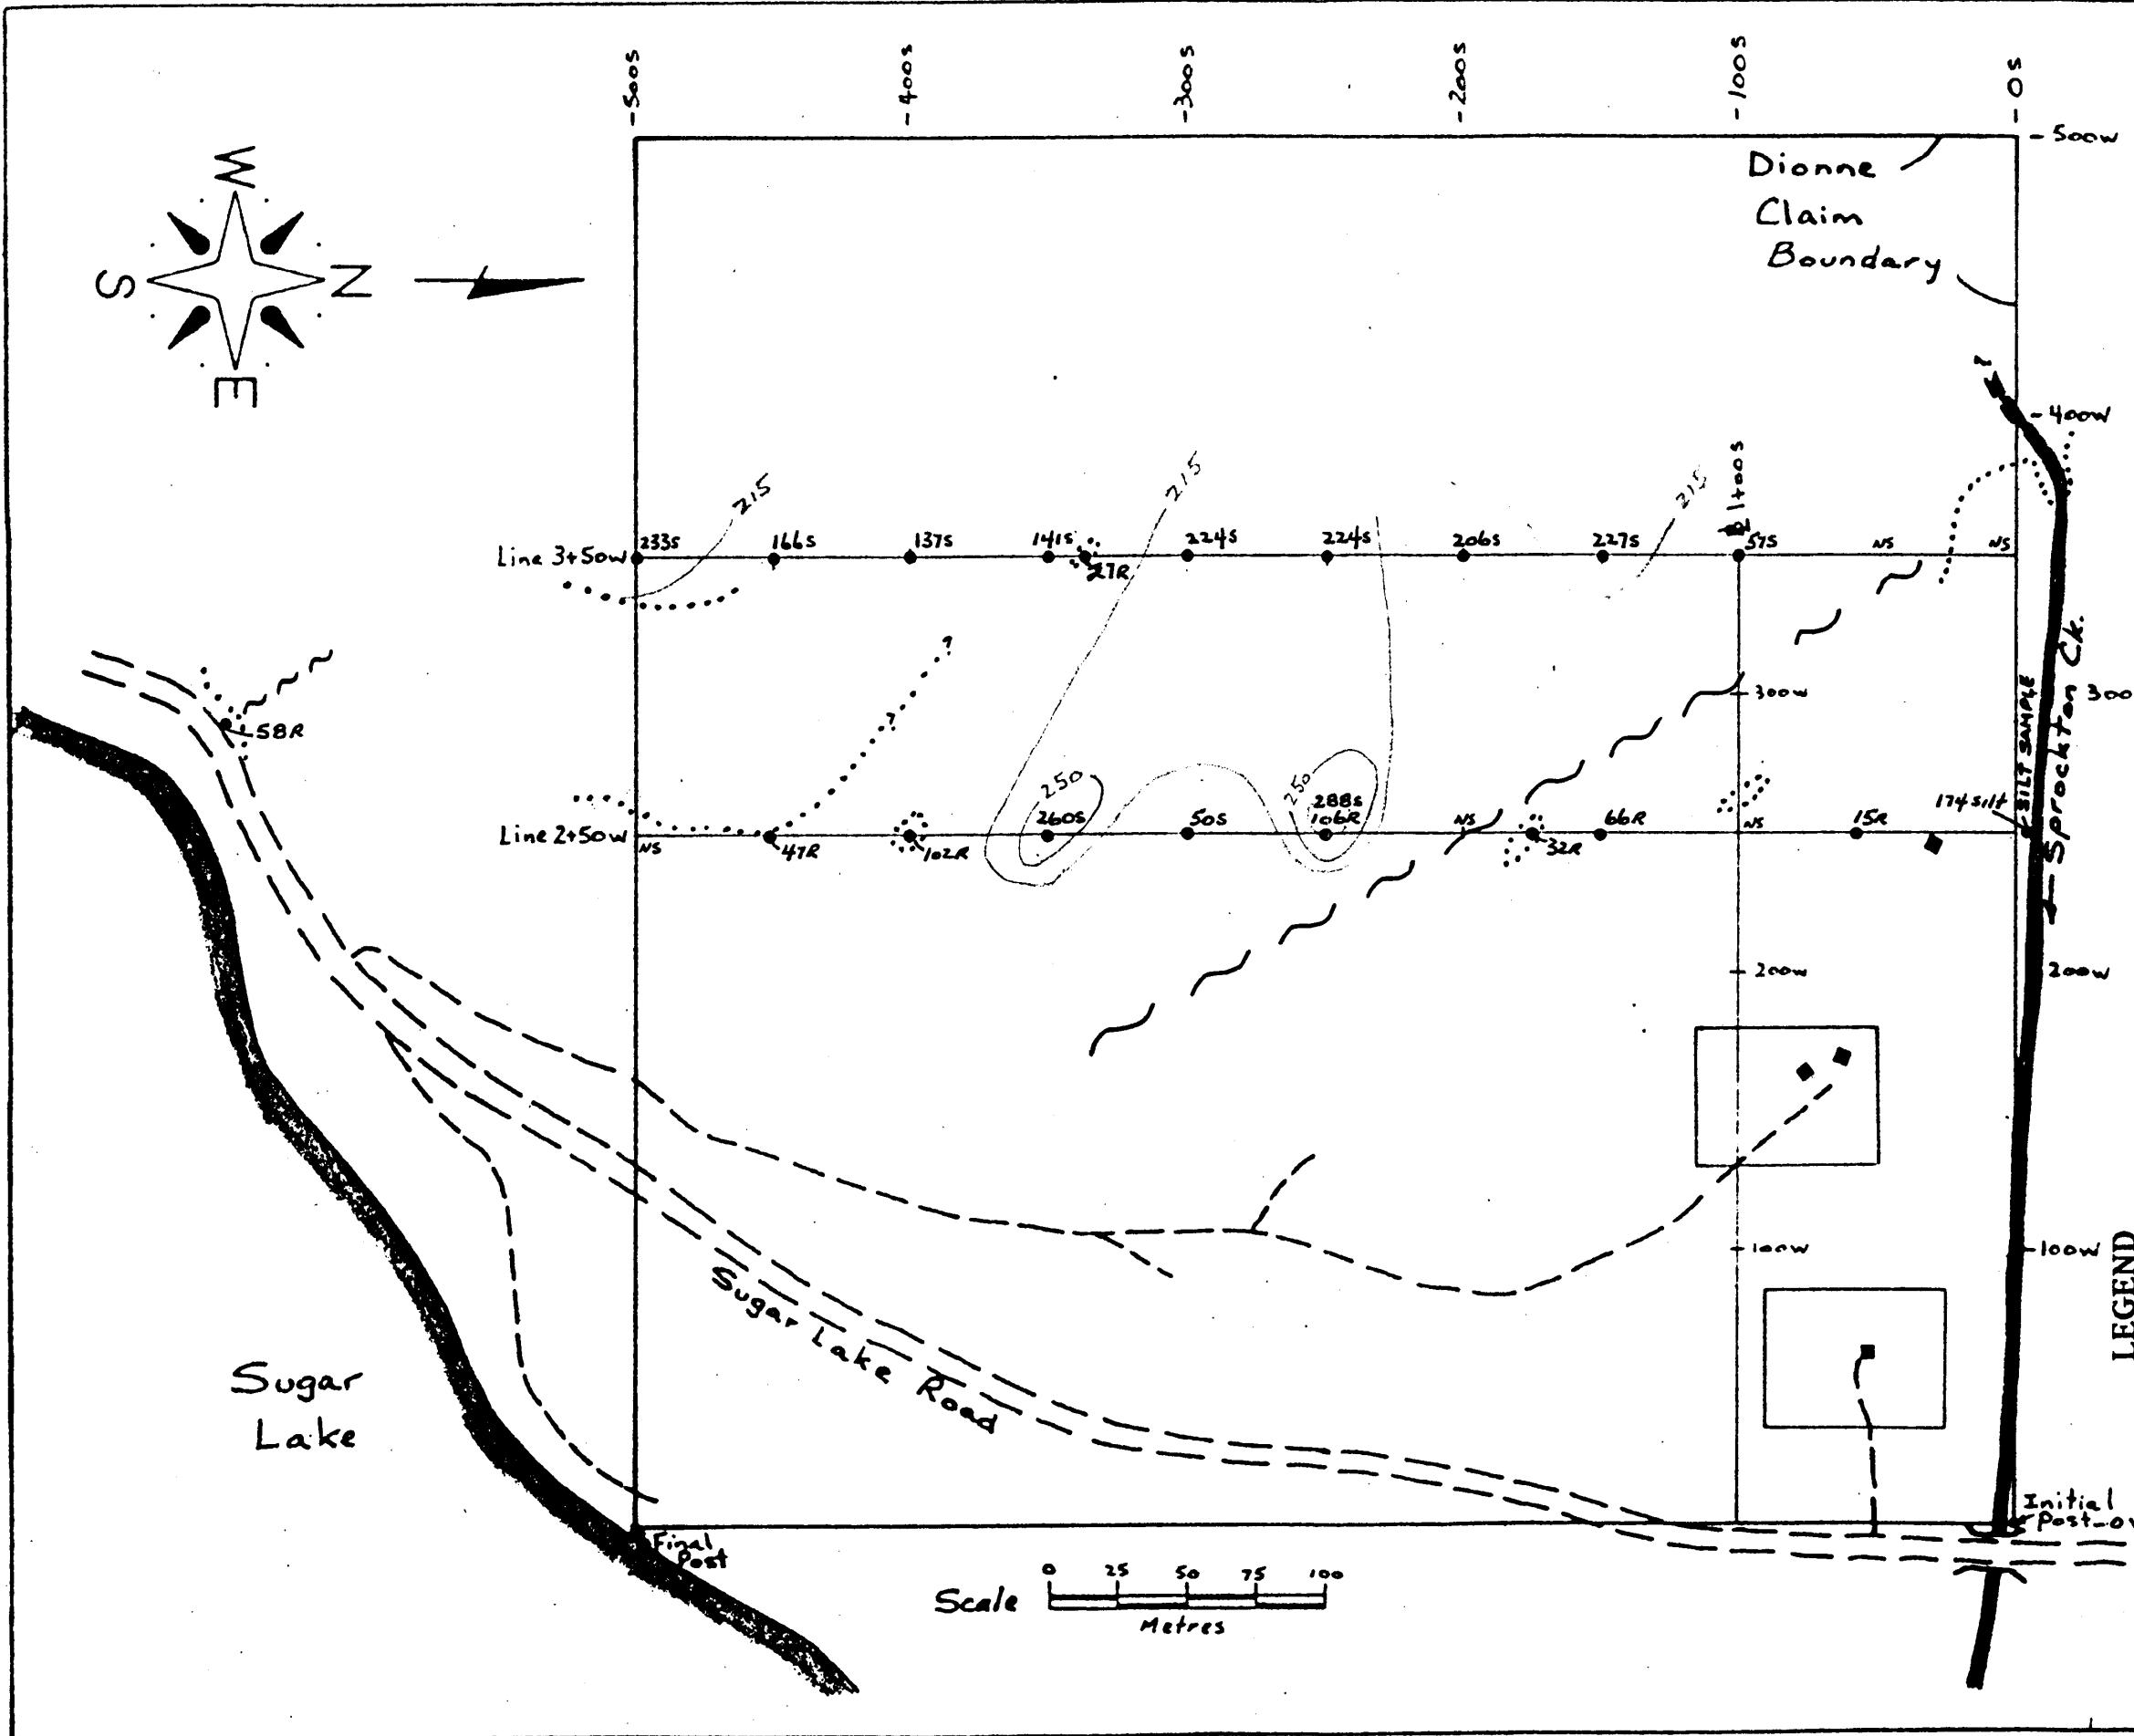 -500S
-400S
-300S
-200S
-100S
-0S
-500W
Dionne
Claim
Boundary
W
S
N
E
?
-400W
215
215
215
L1+00S
Line 3+50W
233S
166S
137S
141S
27R
224S
224S
206S
227S
57S
NS
NS
?
?
58R
300W
300
SILT SAMPLE
Sprockton Ck.
250
250
174 silt
Line 2+50W
NS
47R
102R
260S
50S
288S
106R
NS
32R
66R
NS
15R
200W
200W
100W
-100W
LEGEND
Sugar Lake Road
Sugar
Lake
Initial
Post-0W
Final
Post
Scale
0 25 50 75 100
Metres